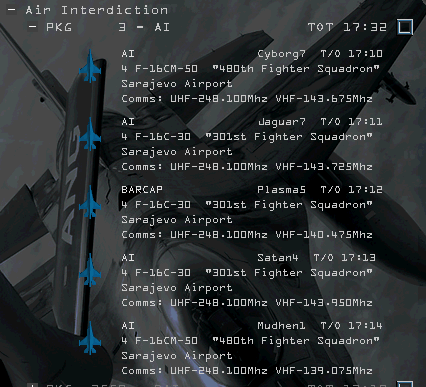 - Air Interdiction
- PKG 3 - AI TOT 17:32
AI Cyborg7 T/O 17:10
4 F-16CM-50 "480th Fighter Squadron"
Sarajevo Airport
Comms: UHF-248.100Mhz VHF-143.675Mhz
AI Jaguar7 T/O 17:11
4 F-16C-30 "301st Fighter Squadron"
Sarajevo Airport
Comms: UHF-248.100Mhz VHF-143.725Mhz
BARCAP Plasma5 T/O 17:12
4 F-16C-30 "301st Fighter Squadron"
Sarajevo Airport
Comms: UHF-248.100Mhz VHF-140.475Mhz
AI Satan4 T/O 17:13
4 F-16C-30 "301st Fighter Squadron"
Sarajevo Airport
Comms: UHF-248.100Mhz VHF-143.950Mhz
AI Mudhen1 T/O 17:14
4 F-16CM-50 "480th Fighter Squadron"
Sarajevo Airport
Comms: UHF-248.100Mhz VHF-139.075Mhz